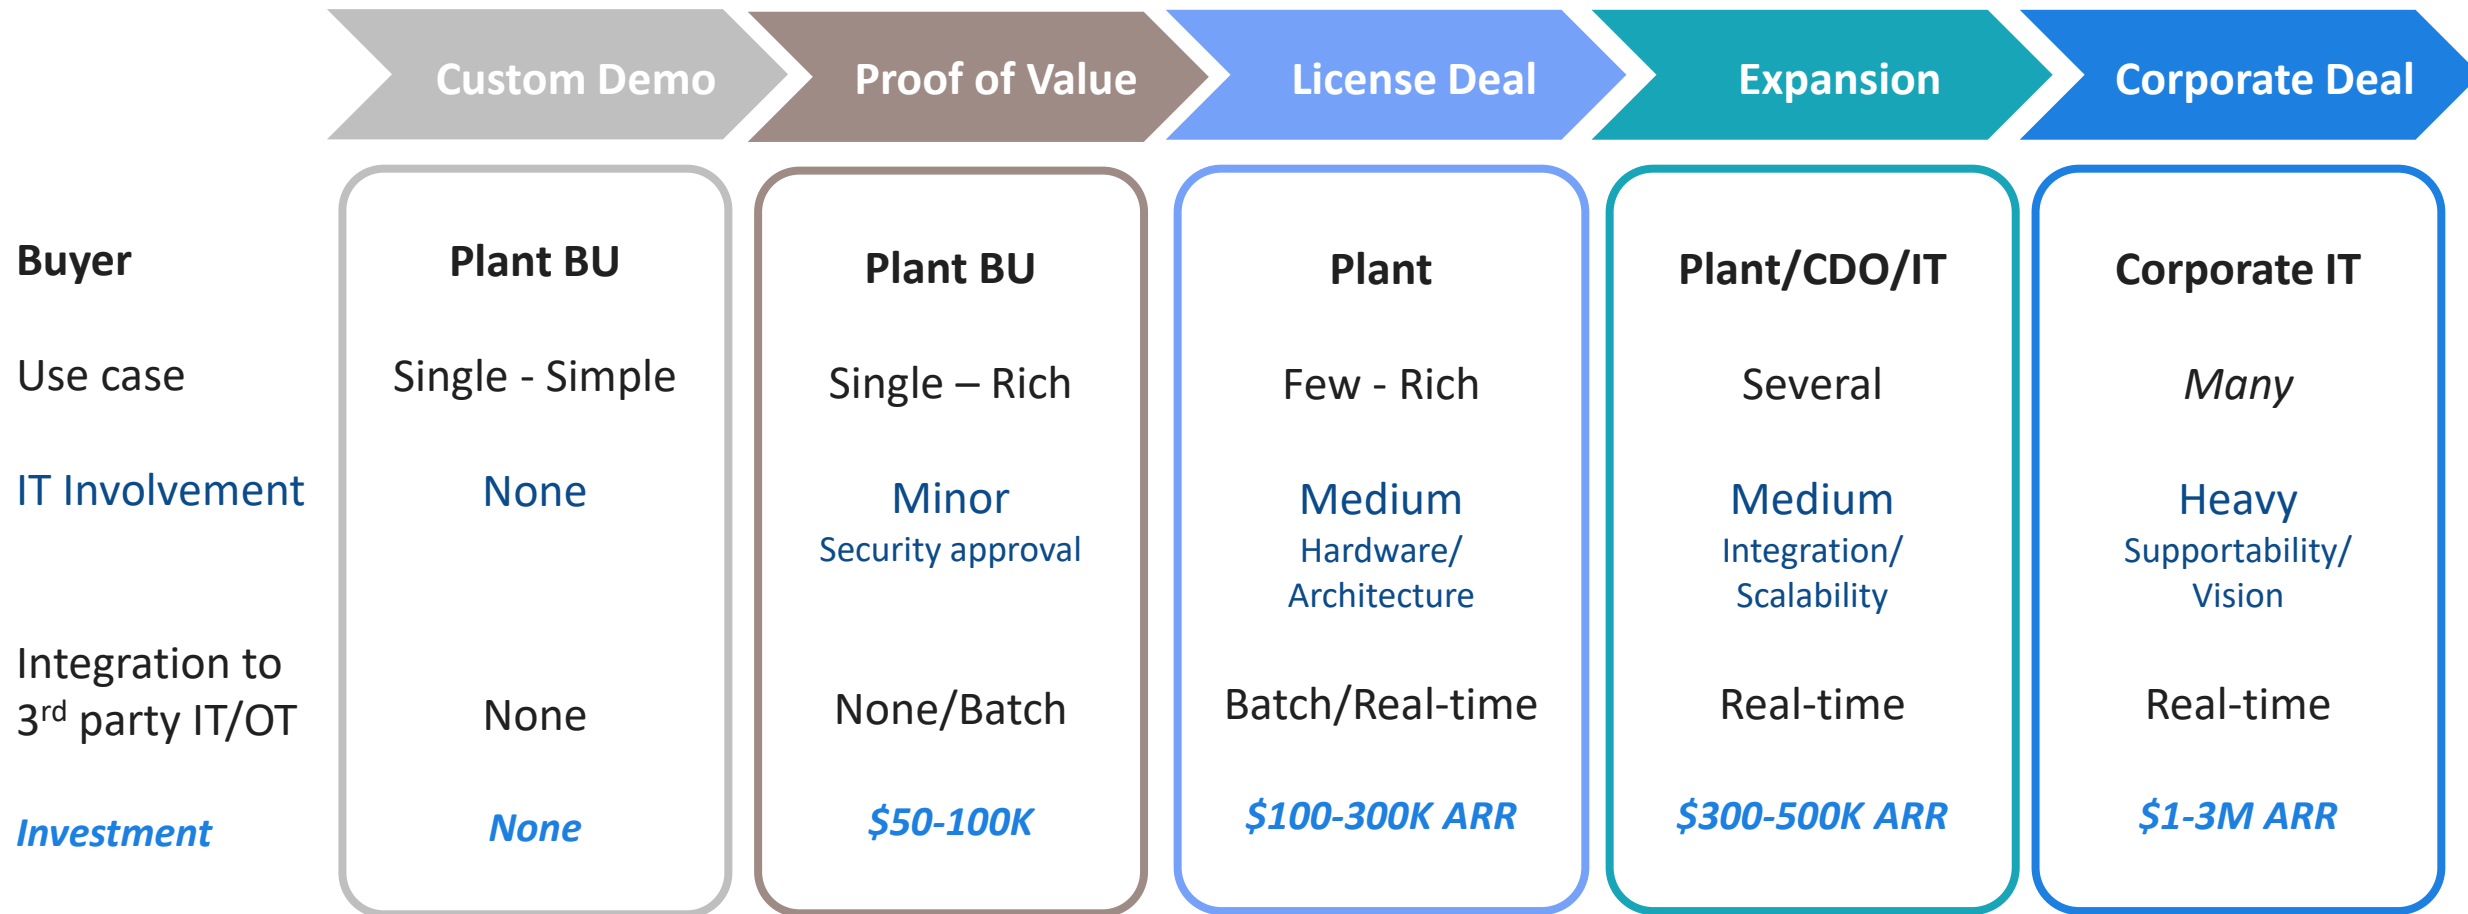 Custom Demo
Proof of Value
License Deal
Expansion
Corporate Deal
Buyer
Plant BU
Plant BU
Plant
Plant/CDO/IT
Corporate IT
Use case
Single - Simple
Single – Rich
Few - Rich
Several
Many
IT Involvement
None
Minor
Security approval
Medium
Hardware/
Architecture
Medium
Integration/
Scalability
Heavy
Supportability/
Vision
Integration to
3rd party IT/OT
None
None/Batch
Batch/Real-time
Real-time
Real-time
Investment
None
$50-100K
$100-300K ARR
$300-500K ARR
$1-3M ARR